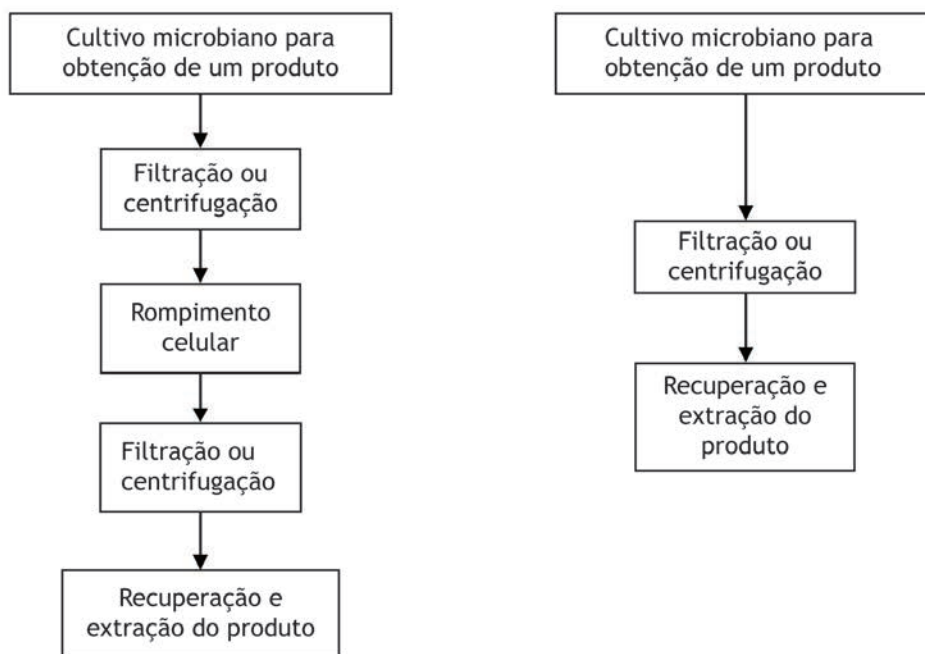 Cultivo microbiano para
obtenção de um produto
Filtração ou
centrifugação
Rompimento
celular
Filtração ou
centrifugação
Recuperação e
extração do produto
Cultivo microbiano para
obtenção de um produto
Filtração ou
centrifugação
Recuperação e
extração do
produto